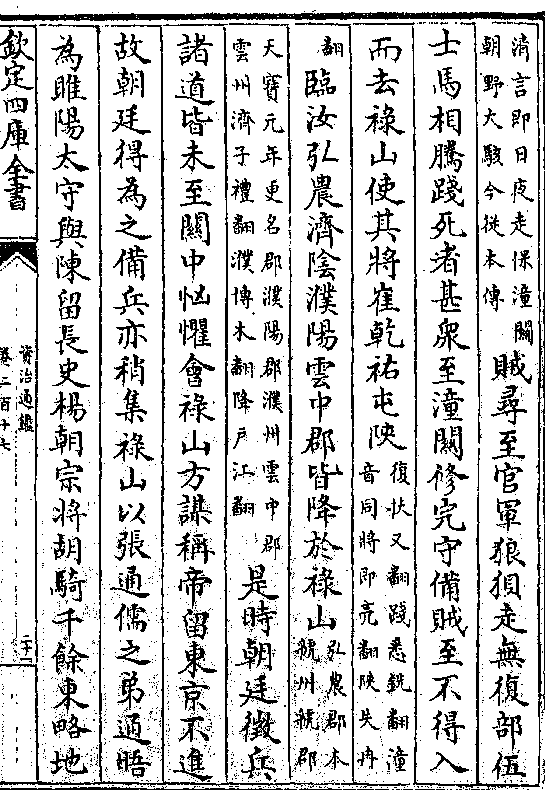 清言即日夜走保潼關
朝野大駭今從本傳
賊尋至官軍狼狽走無復部伍
士馬相騰踐死者甚衆至潼關修完守備賊至不得入
而去祿山使其將崔乾祐屯陜
復扶又翻踐悉銑翻潼
音同將即亮翻陜失冉
翻
臨汝弘農濟陰濮陽雲中郡皆降於祿山
弘農郡本
虢州虢郡
天寶元年更名郡濮陽郡濮州雲中郡
雲州濟子禮翻濮博木翻降戶江翻
是時朝廷徵兵
諸道皆未至關中忷懼會祿山方謀稱帝留東京不進
故朝廷得為之備兵亦稍集祿山以張通儒之弟通晤
為睢陽太守與陳留長史楊朝宗將胡騎千餘東略地
欽定四庫全書
資治通鑑
卷二百十七